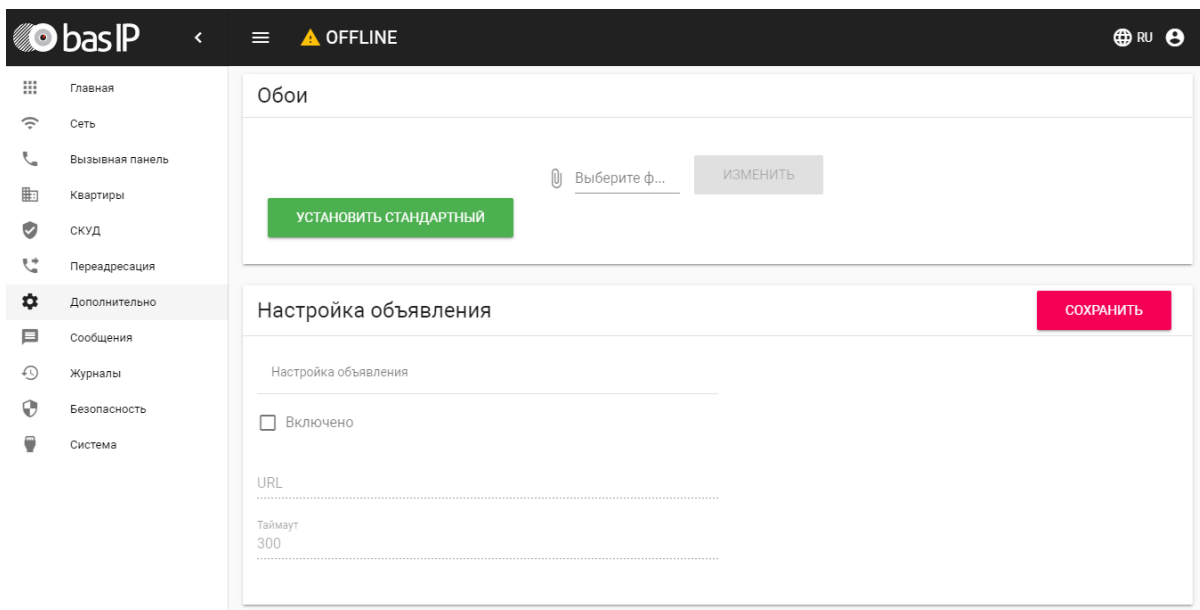 bas IP
OFFLINE
RU
Главная
Сеть
Вызывная панель
Квартиры
СКУД
Переадресация
Дополнительно
Сообщения
Журналы
Безопасность
Система
Обои
Выберите ф...
ИЗМЕНИТЬ
УСТАНОВИТЬ СТАНДАРТНЫЙ
Настройка объявления
СОХРАНИТЬ
Настройка объявления
Включено
URL
Таймаут
300